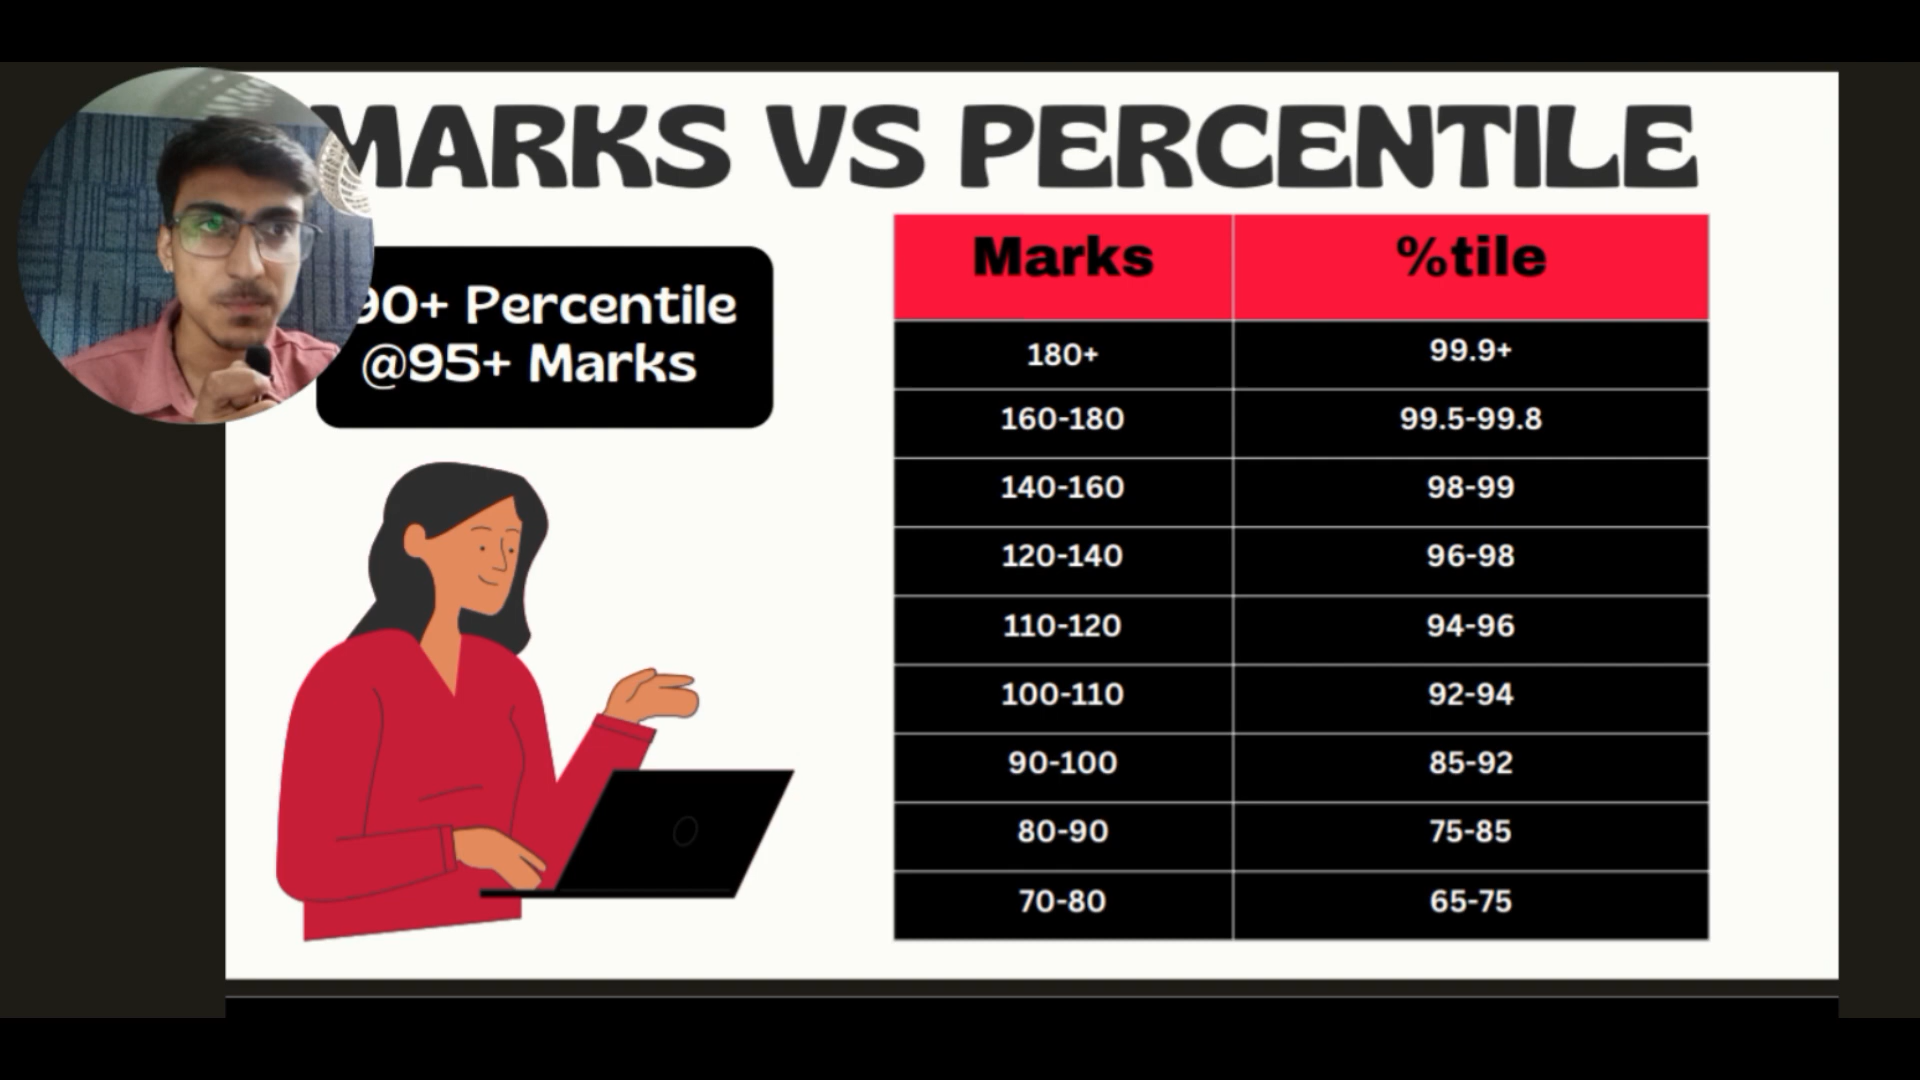 MARKS VS PERCENTILE
90+ Percentile
@95+ Marks
Marks %tile
180+ 99.9+
160-180 99.5-99.8
140-160 98-99
120-140 96-98
110-120 94-96
100-110 92-94
90-100 85-92
80-90 75-85
70-80 65-75